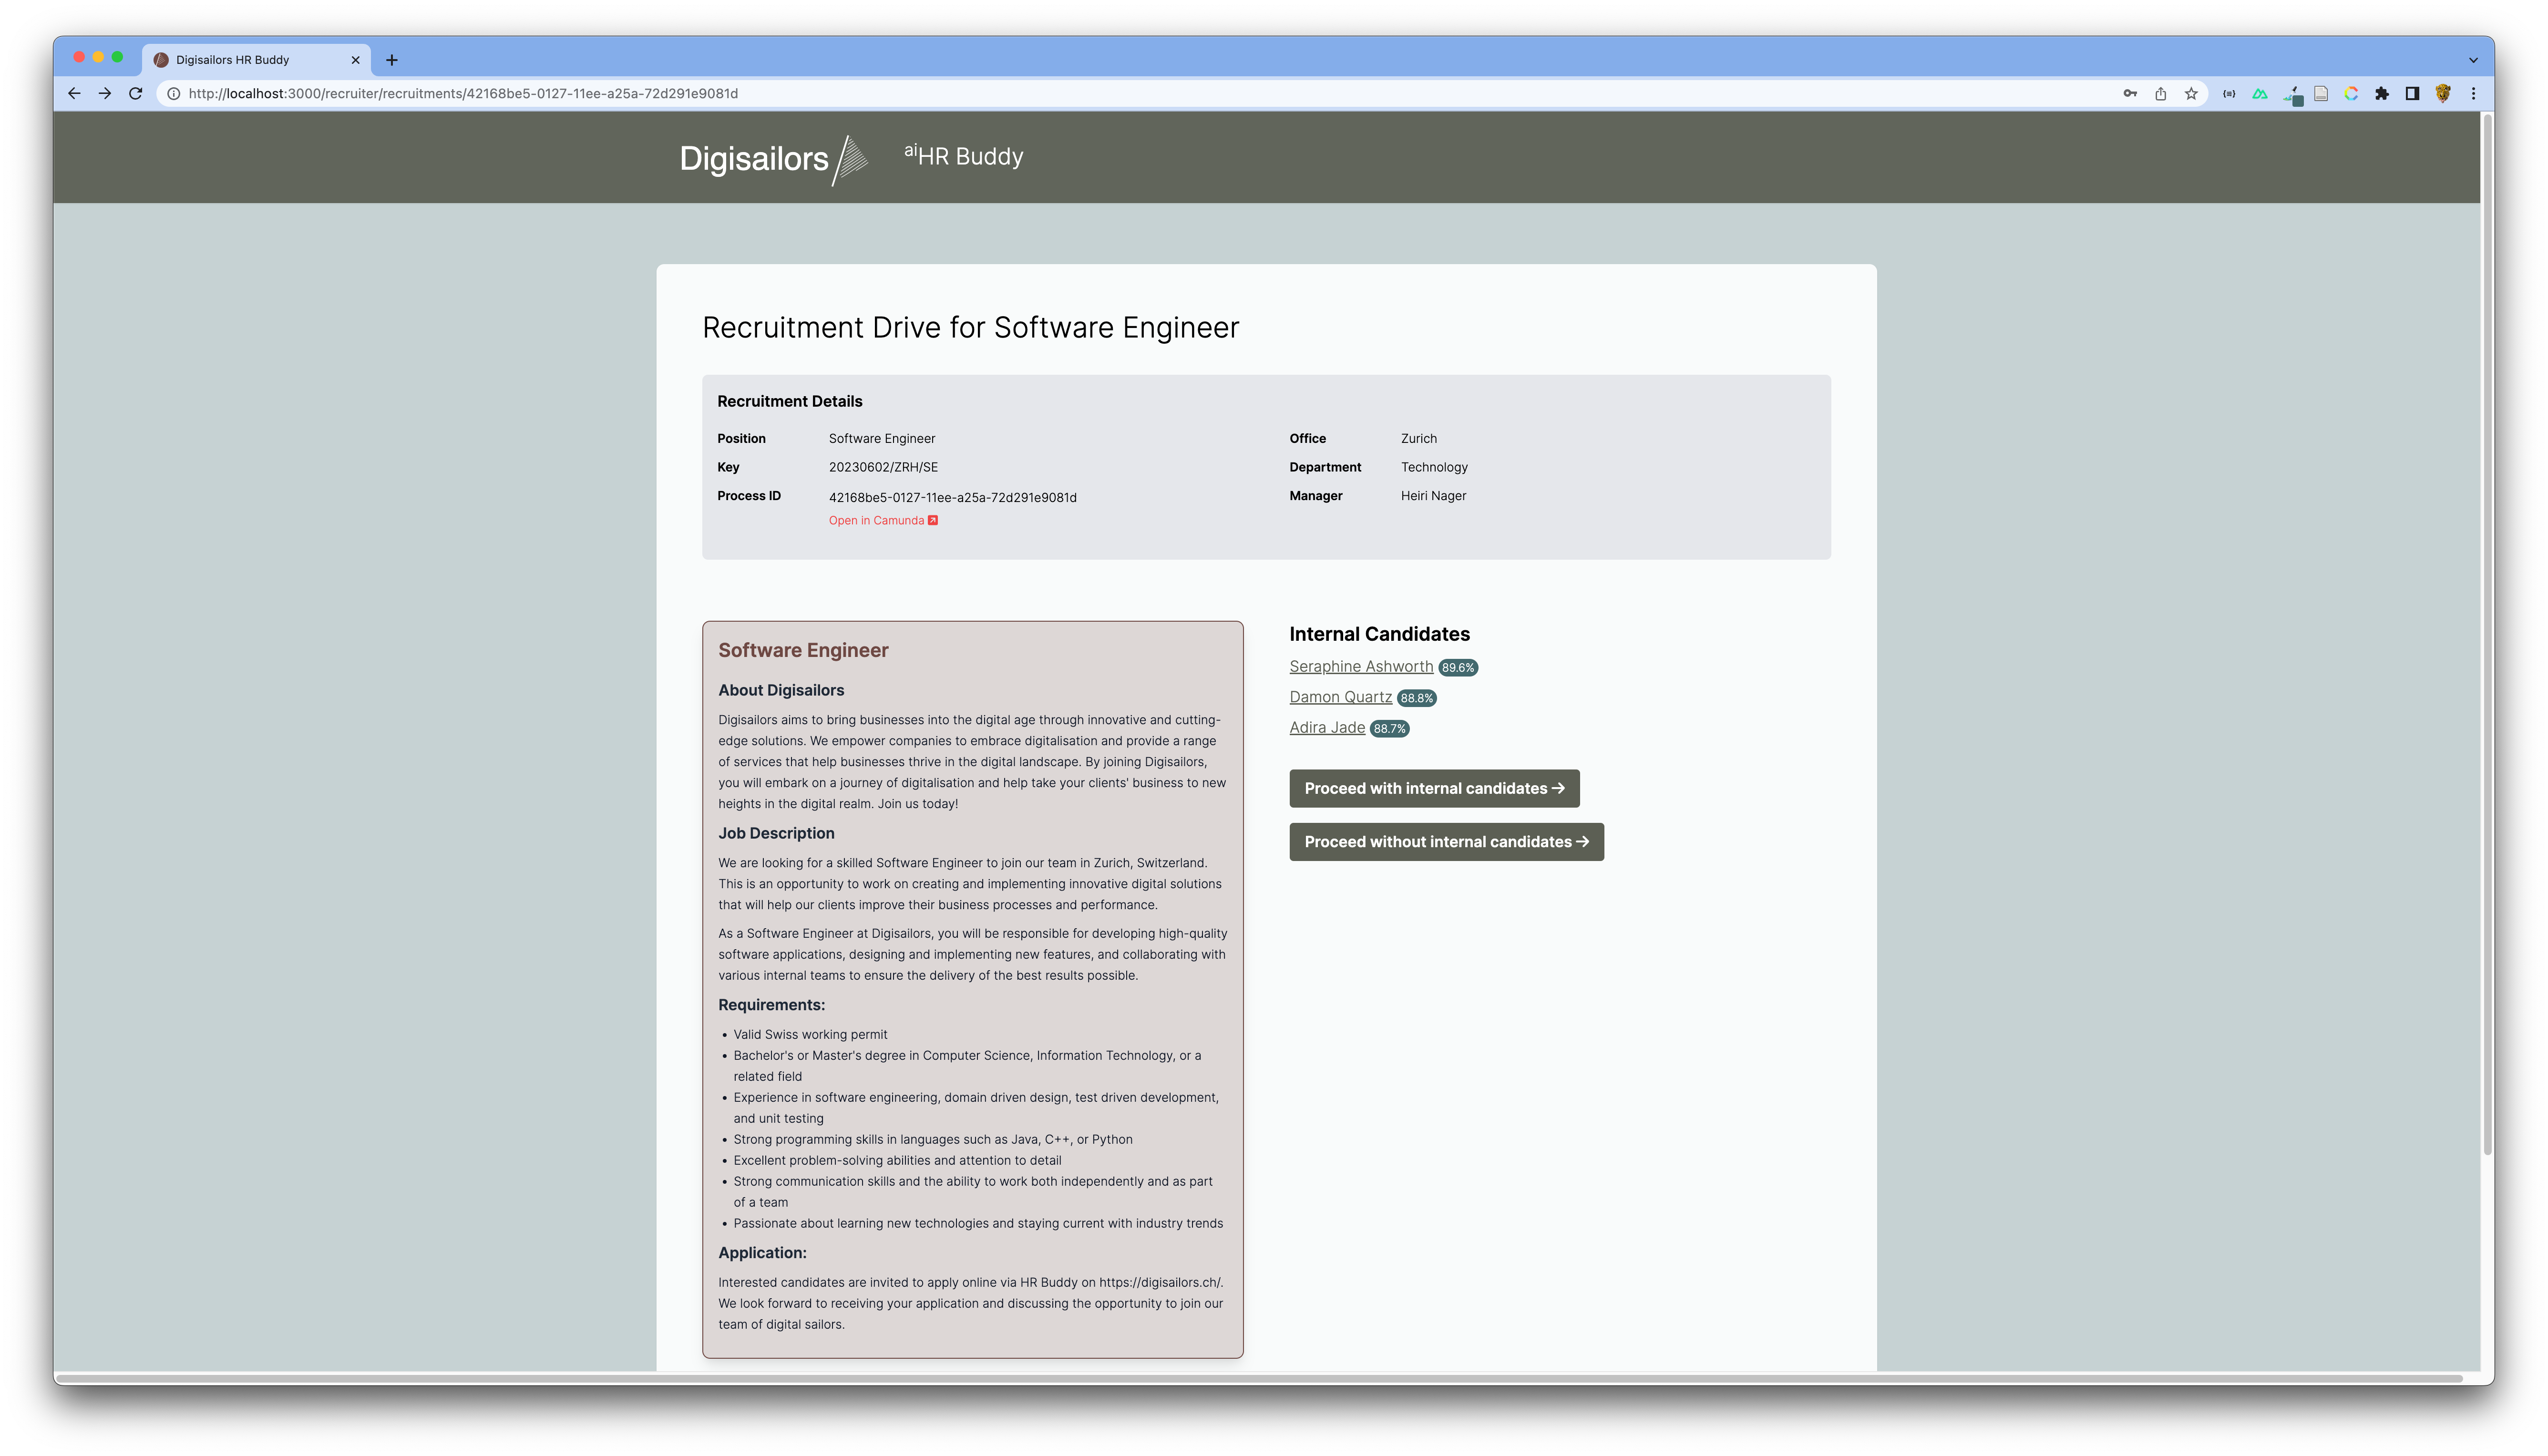 Digisailors HR Buddy
http://localhost:3000/recruiter/recruitments/42168be5-0127-11ee-a25a-72d291e9081d
Digisailors
aiHR Buddy
Recruitment Drive for Software Engineer
Recruitment Details
Position Software Engineer Office Zurich
Key 20230602/ZRH/SE Department Technology
Process ID 42168be5-0127-11ee-a25a-72d291e9081d Manager Heiri Nager
Open in Camunda
Software Engineer
About Digisailors
Digisailors aims to bring businesses into the digital age through innovative and cutting-
edge solutions. We empower companies to embrace digitalisation and provide a range
of services that help businesses thrive in the digital landscape. By joining Digisailors,
you will embark on a journey of digitalisation and help take your clients' business to new
heights in the digital realm. Join us today!
Job Description
We are looking for a skilled Software Engineer to join our team in Zurich, Switzerland.
This is an opportunity to work on creating and implementing innovative digital solutions
that will help our clients improve their business processes and performance.
As a Software Engineer at Digisailors, you will be responsible for developing high-quality
software applications, designing and implementing new features, and collaborating with
various internal teams to ensure the delivery of the best results possible.
Requirements:
• Valid Swiss working permit
• Bachelor's or Master's degree in Computer Science, Information Technology, or a
related field
• Experience in software engineering, domain driven design, test driven development,
and unit testing
• Strong programming skills in languages such as Java, C++, or Python
• Excellent problem-solving abilities and attention to detail
• Strong communication skills and the ability to work both independently and as part
of a team
• Passionate about learning new technologies and staying current with industry trends
Application:
Interested candidates are invited to apply online via HR Buddy on https://digisailors.ch/.
We look forward to receiving your application and discussing the opportunity to join our
team of digital sailors.
Internal Candidates
Seraphine Ashworth 89.6%
Damon Quartz 88.8%
Adira Jade 88.7%
Proceed with internal candidates →
Proceed without internal candidates →